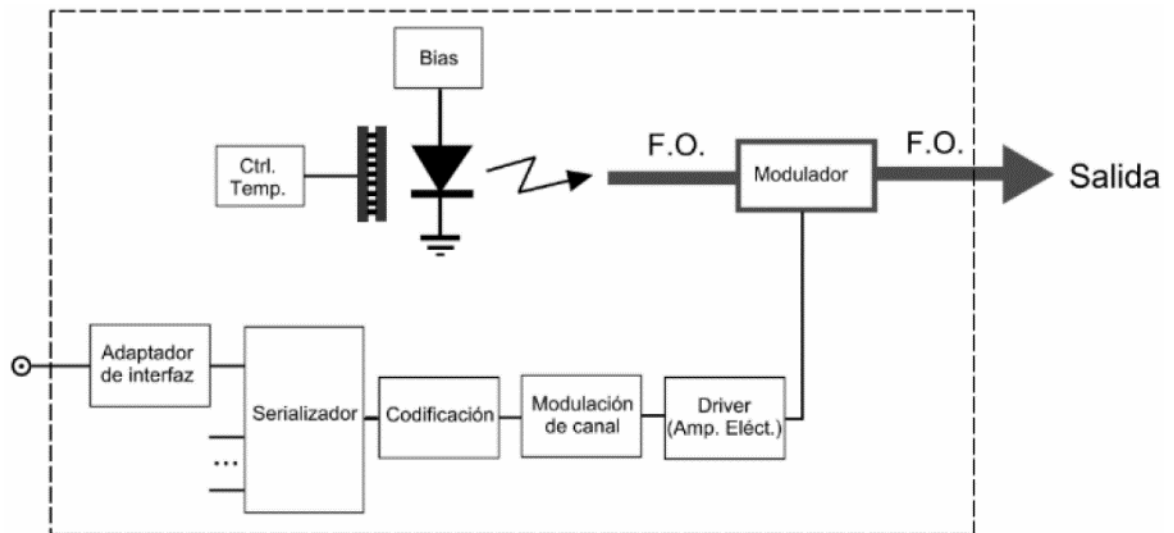 Bias
Ctrl.
Temp.
F.O.
Modulador
F.O.
Salida
Adaptador
de interfaz
Serializador
...
Codificación
Modulación
de canal
Driver
(Amp. Eléct.)